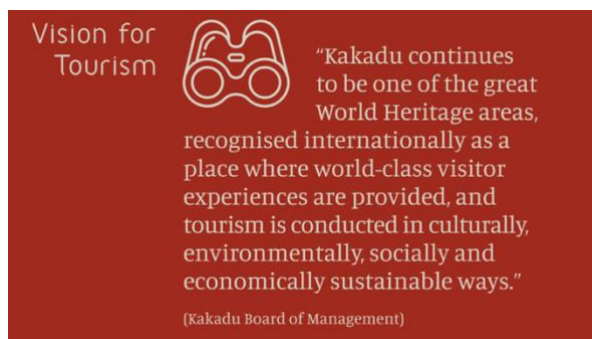 Vision for
Tourism
“Kakadu continues
to be one of the great
World Heritage areas,
recognised internationally as a
place where world-class visitor
experiences are provided, and
tourism is conducted in culturally,
environmentally, socially and
economically sustainable ways.”
(Kakadu Board of Management)